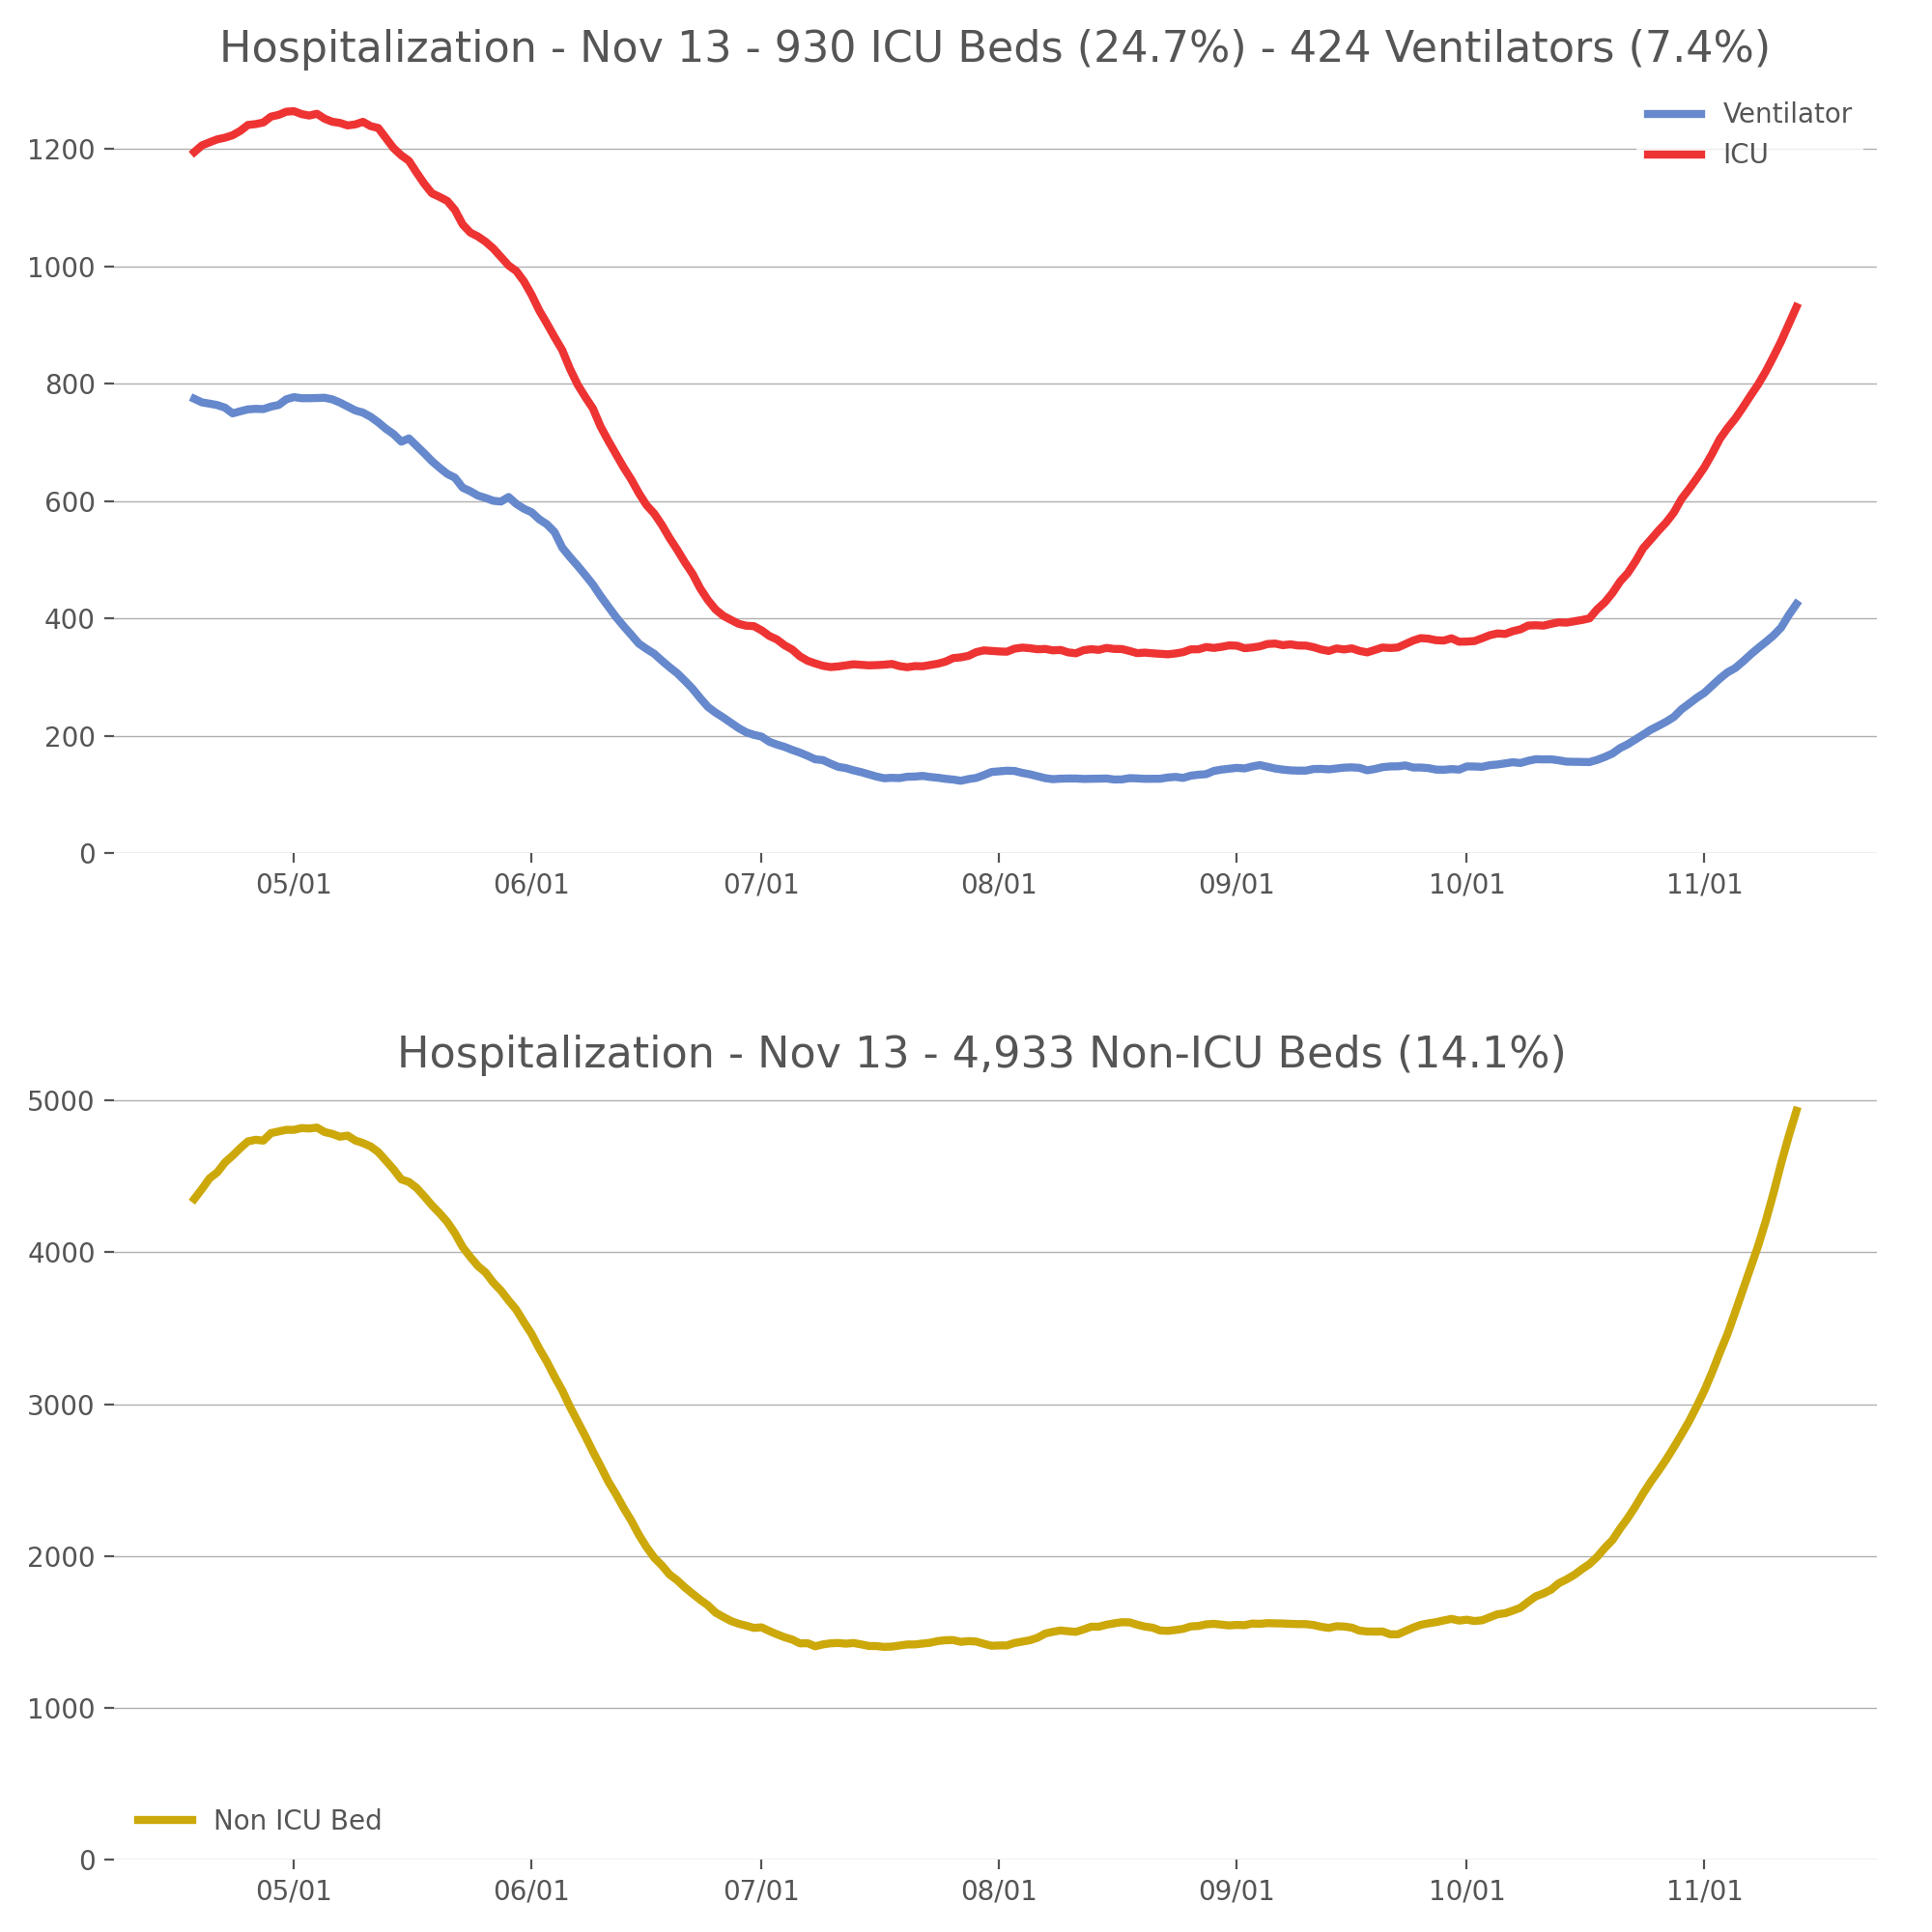 Hospitalization - Nov 13 - 930 ICU Beds (24.7%) - 424 Ventilators (7.4%)
Ventilator
ICU
1200
1000
800
600
400
200
0
05/01 06/01 07/01 08/01 09/01 10/01 11/01
Hospitalization - Nov 13 - 4,933 Non-ICU Beds (14.1%)
5000
4000
3000
2000
1000
Non ICU Bed
0
05/01 06/01 07/01 08/01 09/01 10/01 11/01